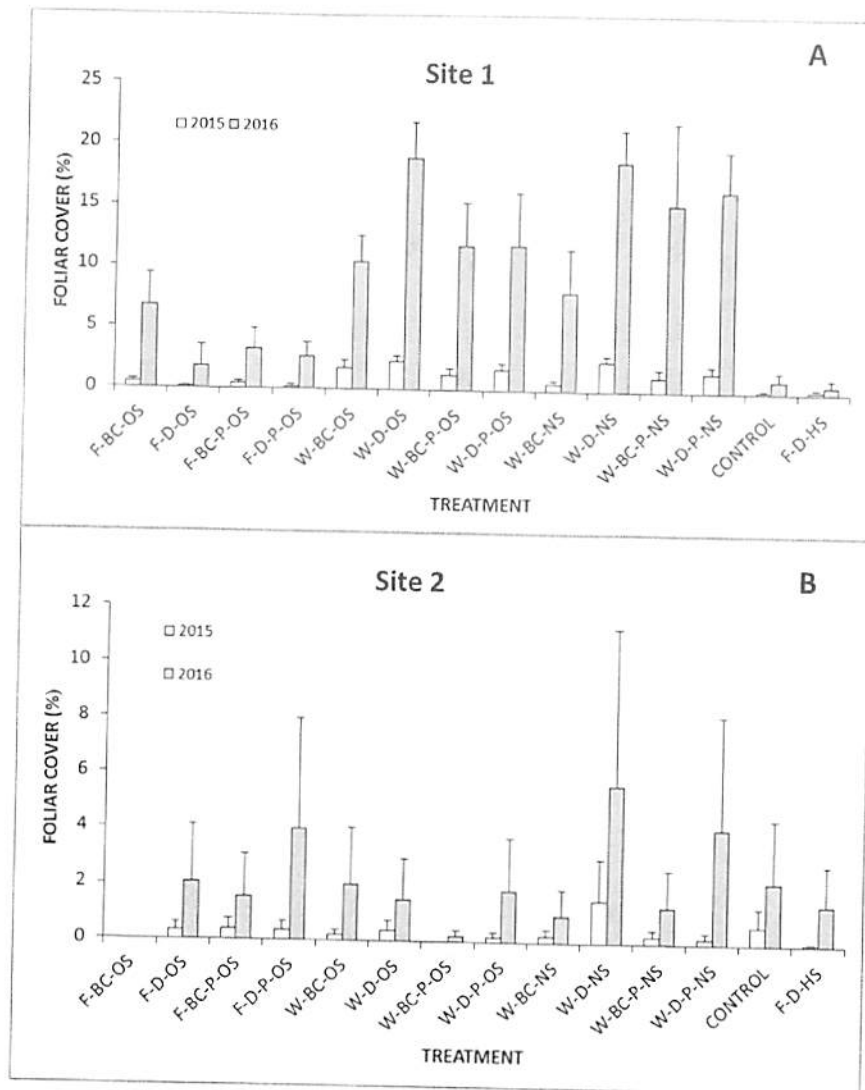 A
Site 1
25
20
15
10
5
0
FOLIAR COVER (%)
2015 2016
F-BC-OS
F-D-OS
F-BC-P-OS
F-D-P-OS
W-BC-OS
W-D-OS
W-BC-P-OS
W-D-P-OS
W-BC-NS
W-D-NS
W-BC-P-NS
W-D-P-NS
CONTROL
F-D-HS
TREATMENT
Site 2
B
12
10
8
6
4
2
0
FOLIAR COVER (%)
2015
2016
F-BC-OS
F-D-OS
F-BC-P-OS
F-D-P-OS
W-BC-OS
W-D-OS
W-BC-P-OS
W-D-P-OS
W-BC-NS
W-D-NS
W-BC-P-NS
W-D-P-NS
CONTROL
F-D-HS
TREATMENT